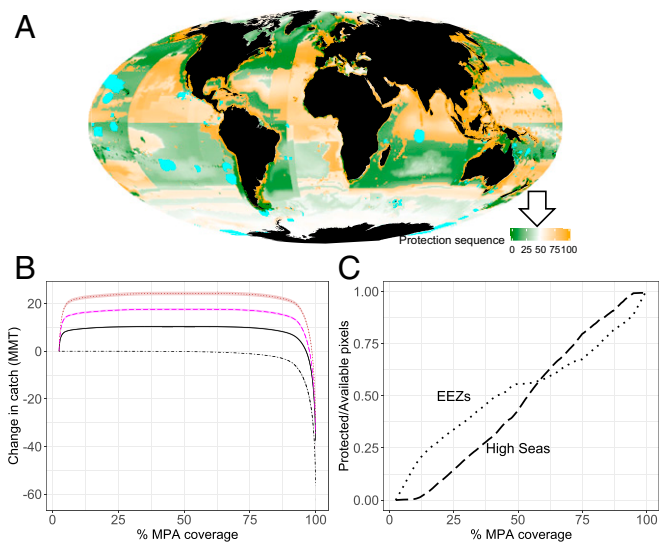 A
Protection sequence
0 25 50 75 100
B
C
Change in catch (MMT)
20
0
-20
-40
-60
0 25 50 75 100
% MPA coverage
Protected/Available pixels
1.00
0.75
0.50
0.25
0.00
EEZs
High Seas
0 25 50 75 100
% MPA coverage